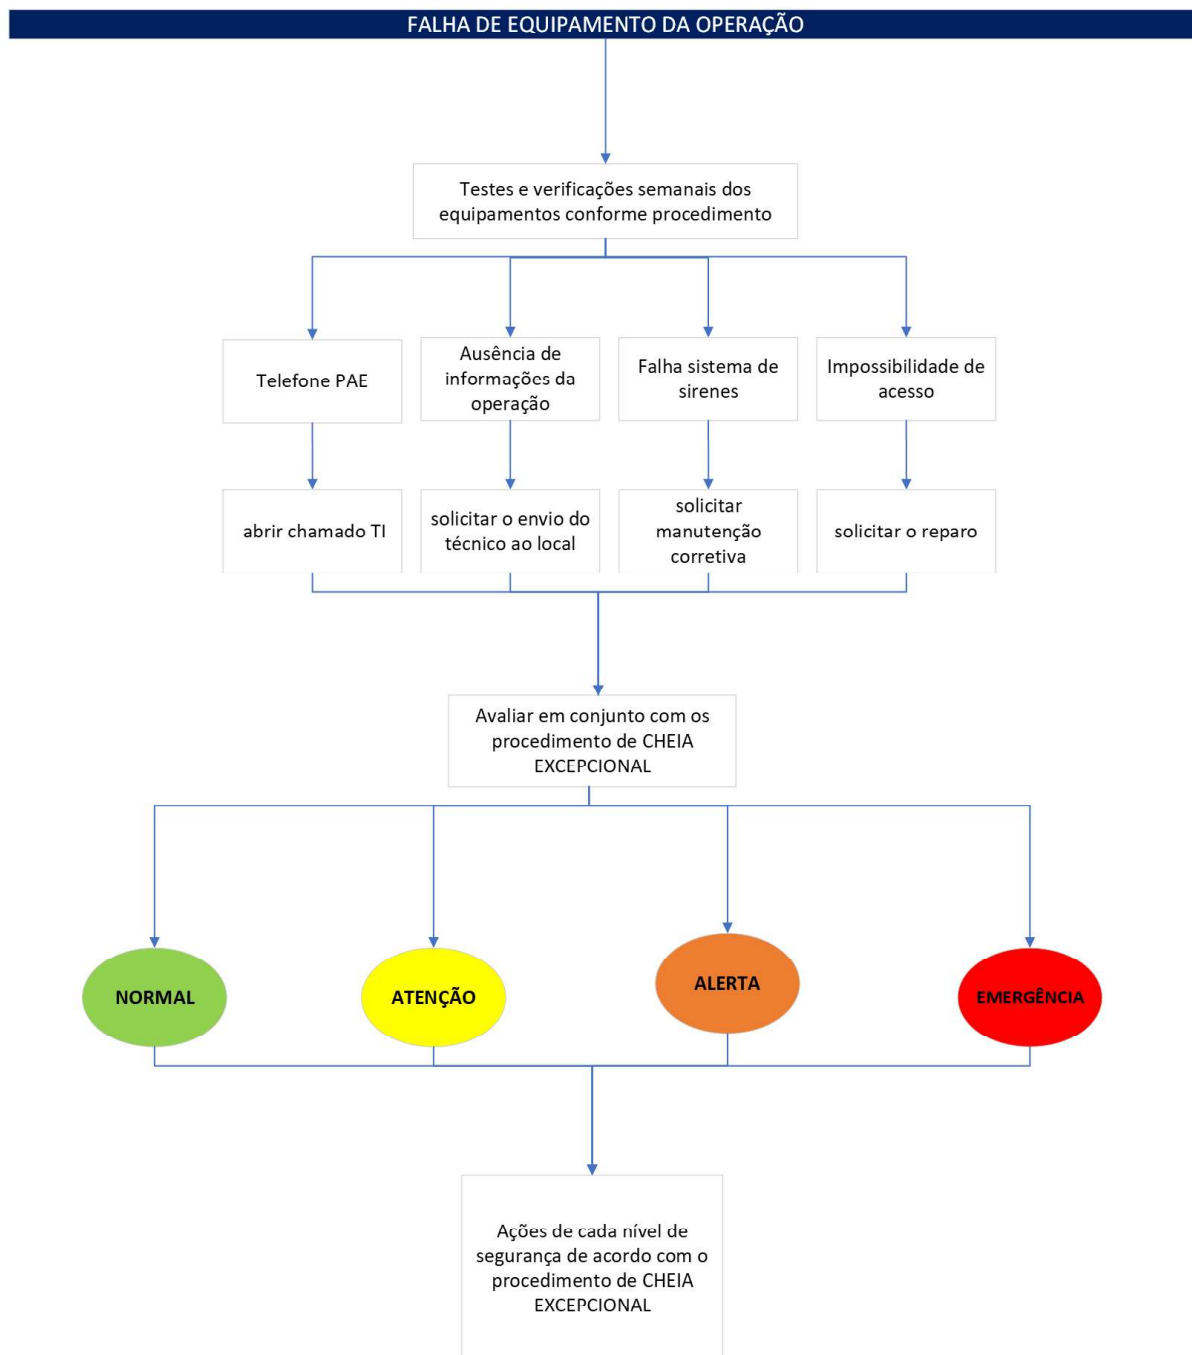 FALHA DE EQUIPAMENTO DA OPERAÇÃO
Testes e verificações semanais dos
equipamentos conforme procedimento
Telefone PAE
Ausência de
informações da
operação
Falha sistema de
sirenes
Impossibilidade de
acesso
abrir chamado TI
solicitar o envio do
técnico ao local
solicitar
manutenção
corretiva
solicitar o reparo
Avaliar em conjunto com os
procedimento de CHEIA
EXCEPCIONAL
NORMAL
ATENÇÃO
ALERTA
EMERGÊNCIA
Ações de cada nível de
segurança de acordo com o
procedimento de CHEIA
EXCEPCIONAL